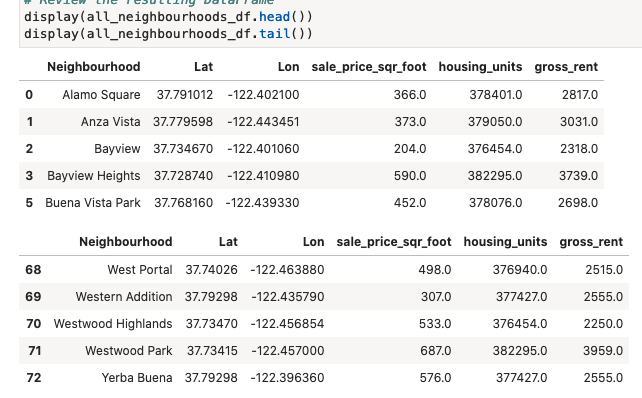 # Review the resulting DataFrame
display(all_neighbourhoods_df.head())
display(all_neighbourhoods_df.tail())
Neighbourhood Lat Lon sale_price_sqr_foot housing_units gross_rent
0 Alamo Square 37.791012 -122.402100 366.0 378401.0 2817.0
1 Anza Vista 37.779598 -122.443451 373.0 379050.0 3031.0
2 Bayview 37.734670 -122.401060 204.0 376454.0 2318.0
3 Bayview Heights 37.728740 -122.410980 590.0 382295.0 3739.0
5 Buena Vista Park 37.768160 -122.439330 452.0 378076.0 2698.0
Neighbourhood Lat Lon sale_price_sqr_foot housing_units gross_rent
68 West Portal 37.74026 -122.463880 498.0 376940.0 2515.0
69 Western Addition 37.79298 -122.435790 307.0 377427.0 2555.0
70 Westwood Highlands 37.73470 -122.456854 533.0 376454.0 2250.0
71 Westwood Park 37.73415 -122.457000 687.0 382295.0 3959.0
72 Yerba Buena 37.79298 -122.396360 576.0 377427.0 2555.0